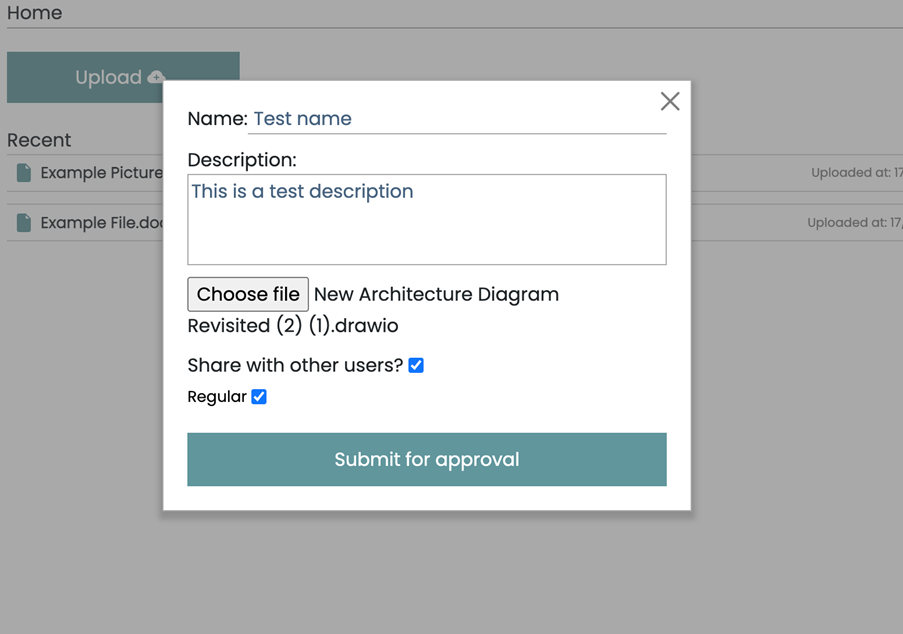 Home
Upload
Recent
Example Picture
Uploaded at: 17
Example File.doc
Uploaded at: 17/
Name: Test name
Description:
This is a test description
Choose file New Architecture Diagram
Revisited (2) (1).drawio
Share with other users?
Regular
Submit for approval